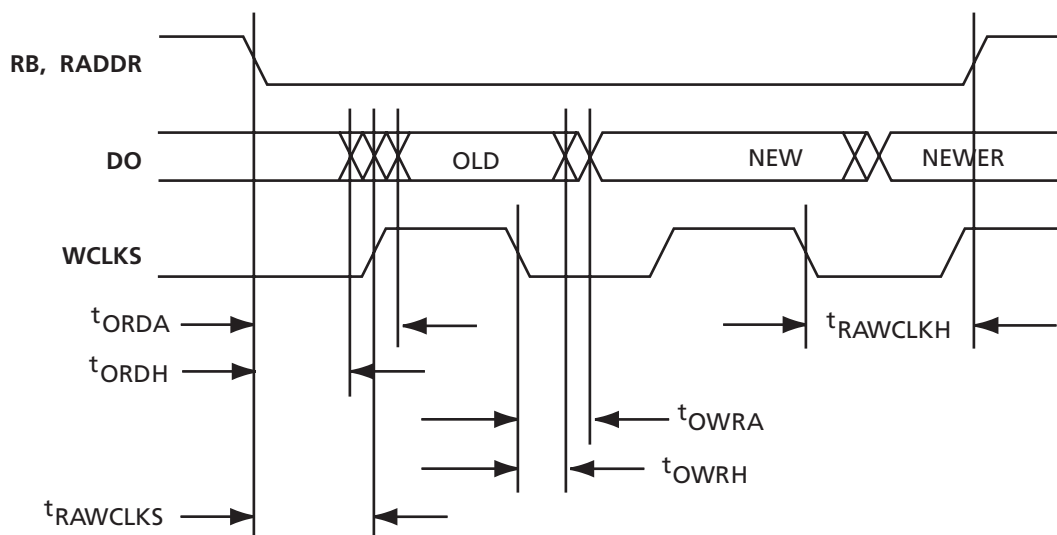 RB, RADDR
DO
OLD
NEW
NEWER
WCLKS
tORDA
tRAWCLKH
tORDH
tOWRA
tOWRH
tRAWCLKS